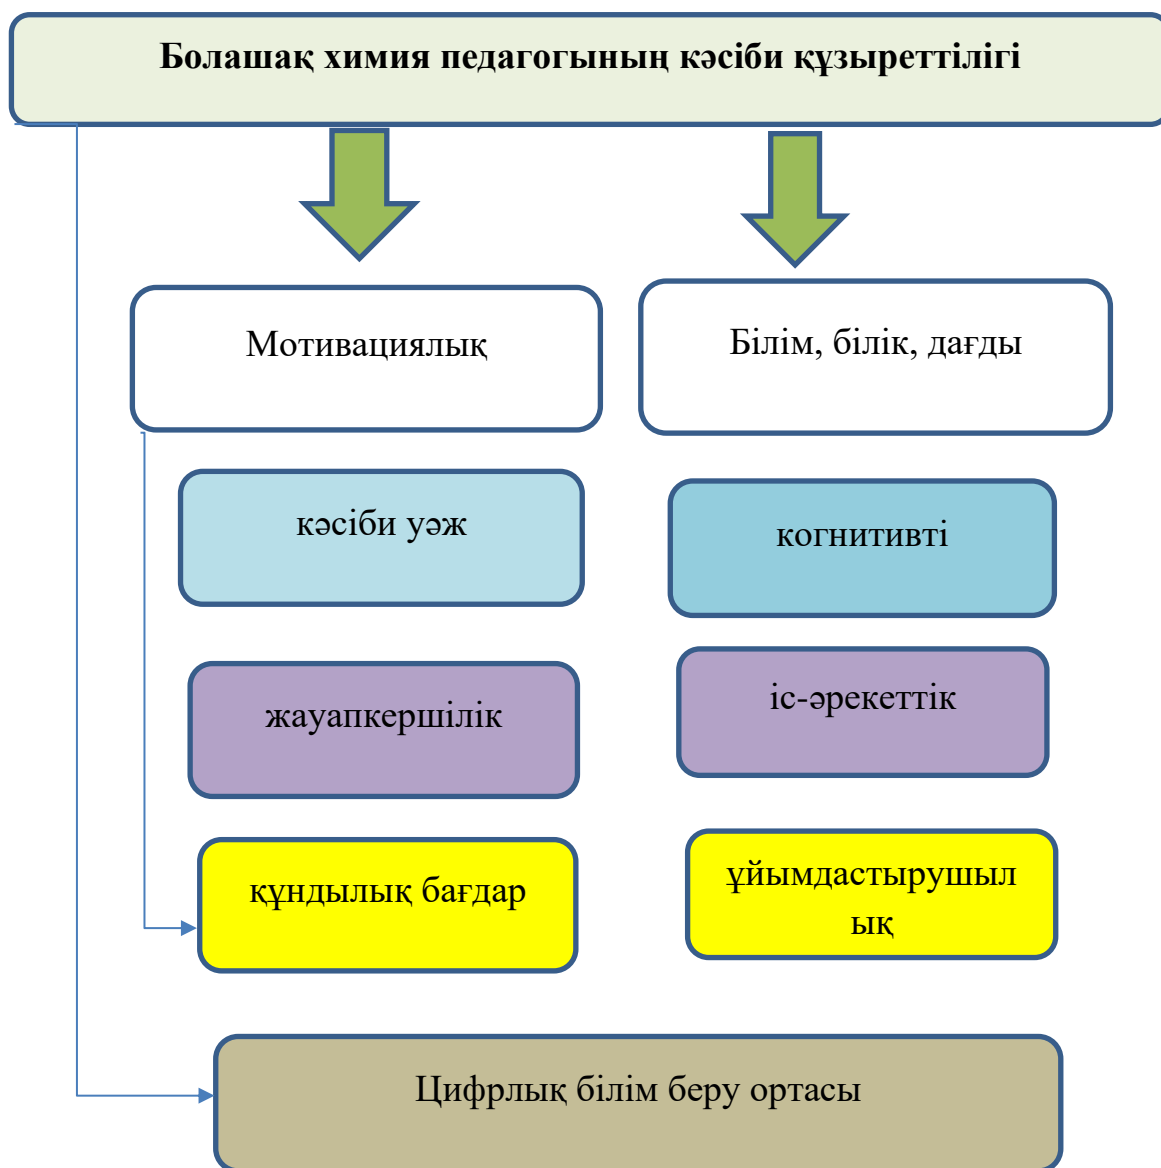 Болашақ химия педагогының кәсіби құзыреттілігі
Мотивациялық
Білім, білік, дағды
кәсіби уәж
когнитивті
жауапкершілік
іс-әрекеттік
құндылық бағдар
ұйымдастырушыл
ық
Цифрлық білім беру ортасы